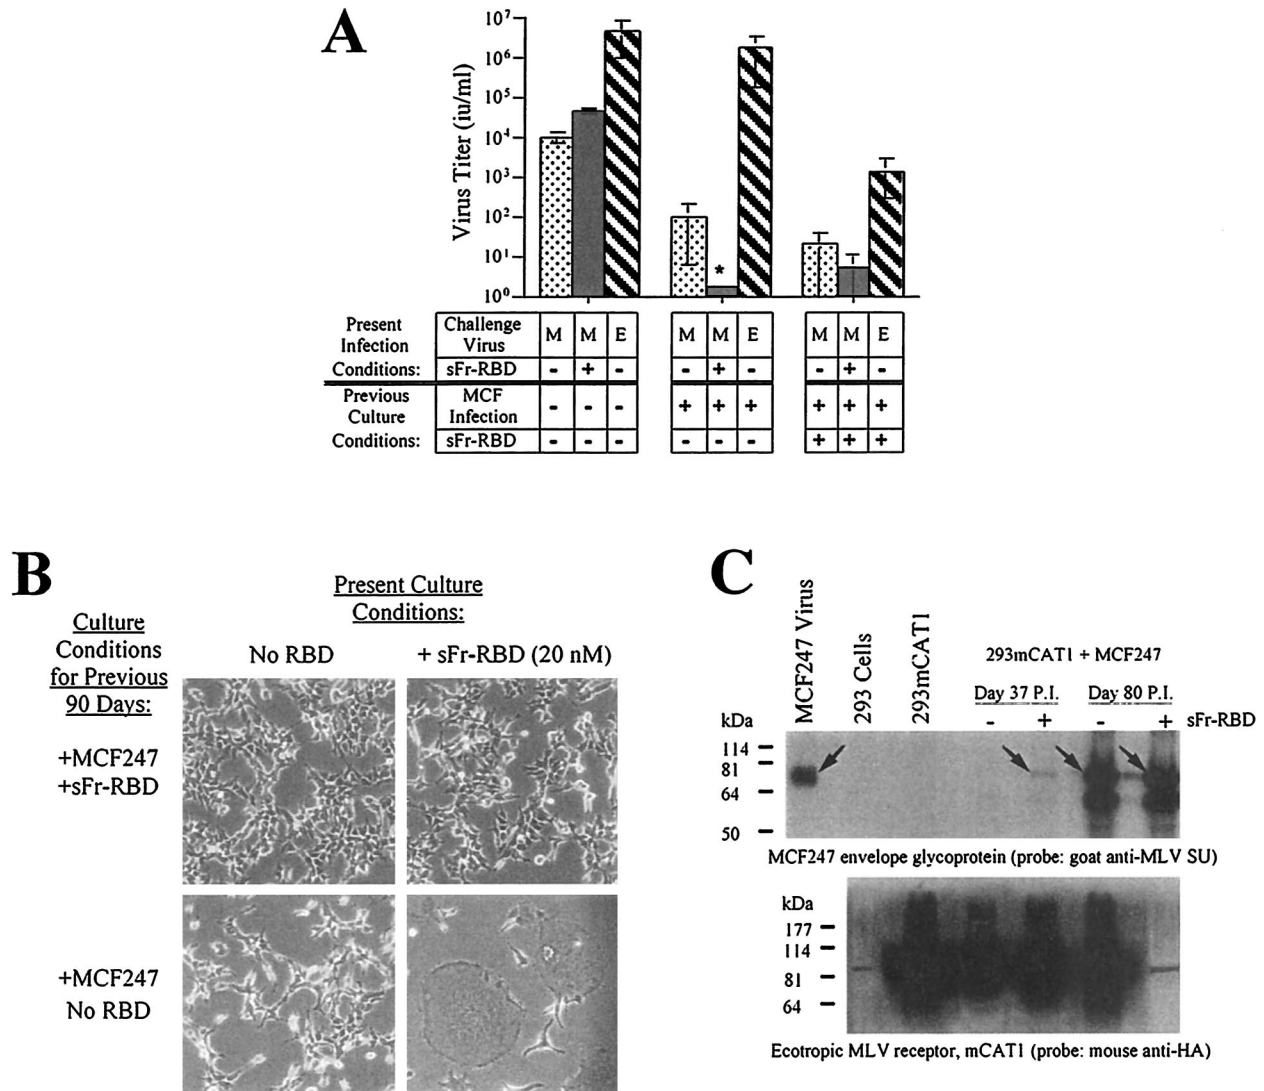 A
Virus Titer (iu/ml)
10⁷
10⁶
10⁵
10⁴
10³
10²
10¹
10⁰
*
Present Infection Conditions:
Challenge Virus
M M E M M E M M E
sFr-RBD
- + - - + - - + -
Previous Culture Conditions:
MCF Infection
- - - + + + + + +
sFr-RBD
- - - - - - + + +
B
Present Culture
Conditions:
Culture
Conditions
for Previous
90 Days:
No RBD
+ sFr-RBD (20 nM)
+MCF247
+sFr-RBD
+MCF247
No RBD
C
MCF247 Virus
293 Cells
293mCAT1
293mCAT1 + MCF247
Day 37 P.I. Day 80 P.I.
kDa - + - + sFr-RBD
114
81
64
50
MCF247 envelope glycoprotein (probe: goat anti-MLV SU)
kDa
177
114
81
64
Ecotropic MLV receptor, mCAT1 (probe: mouse anti-HA)